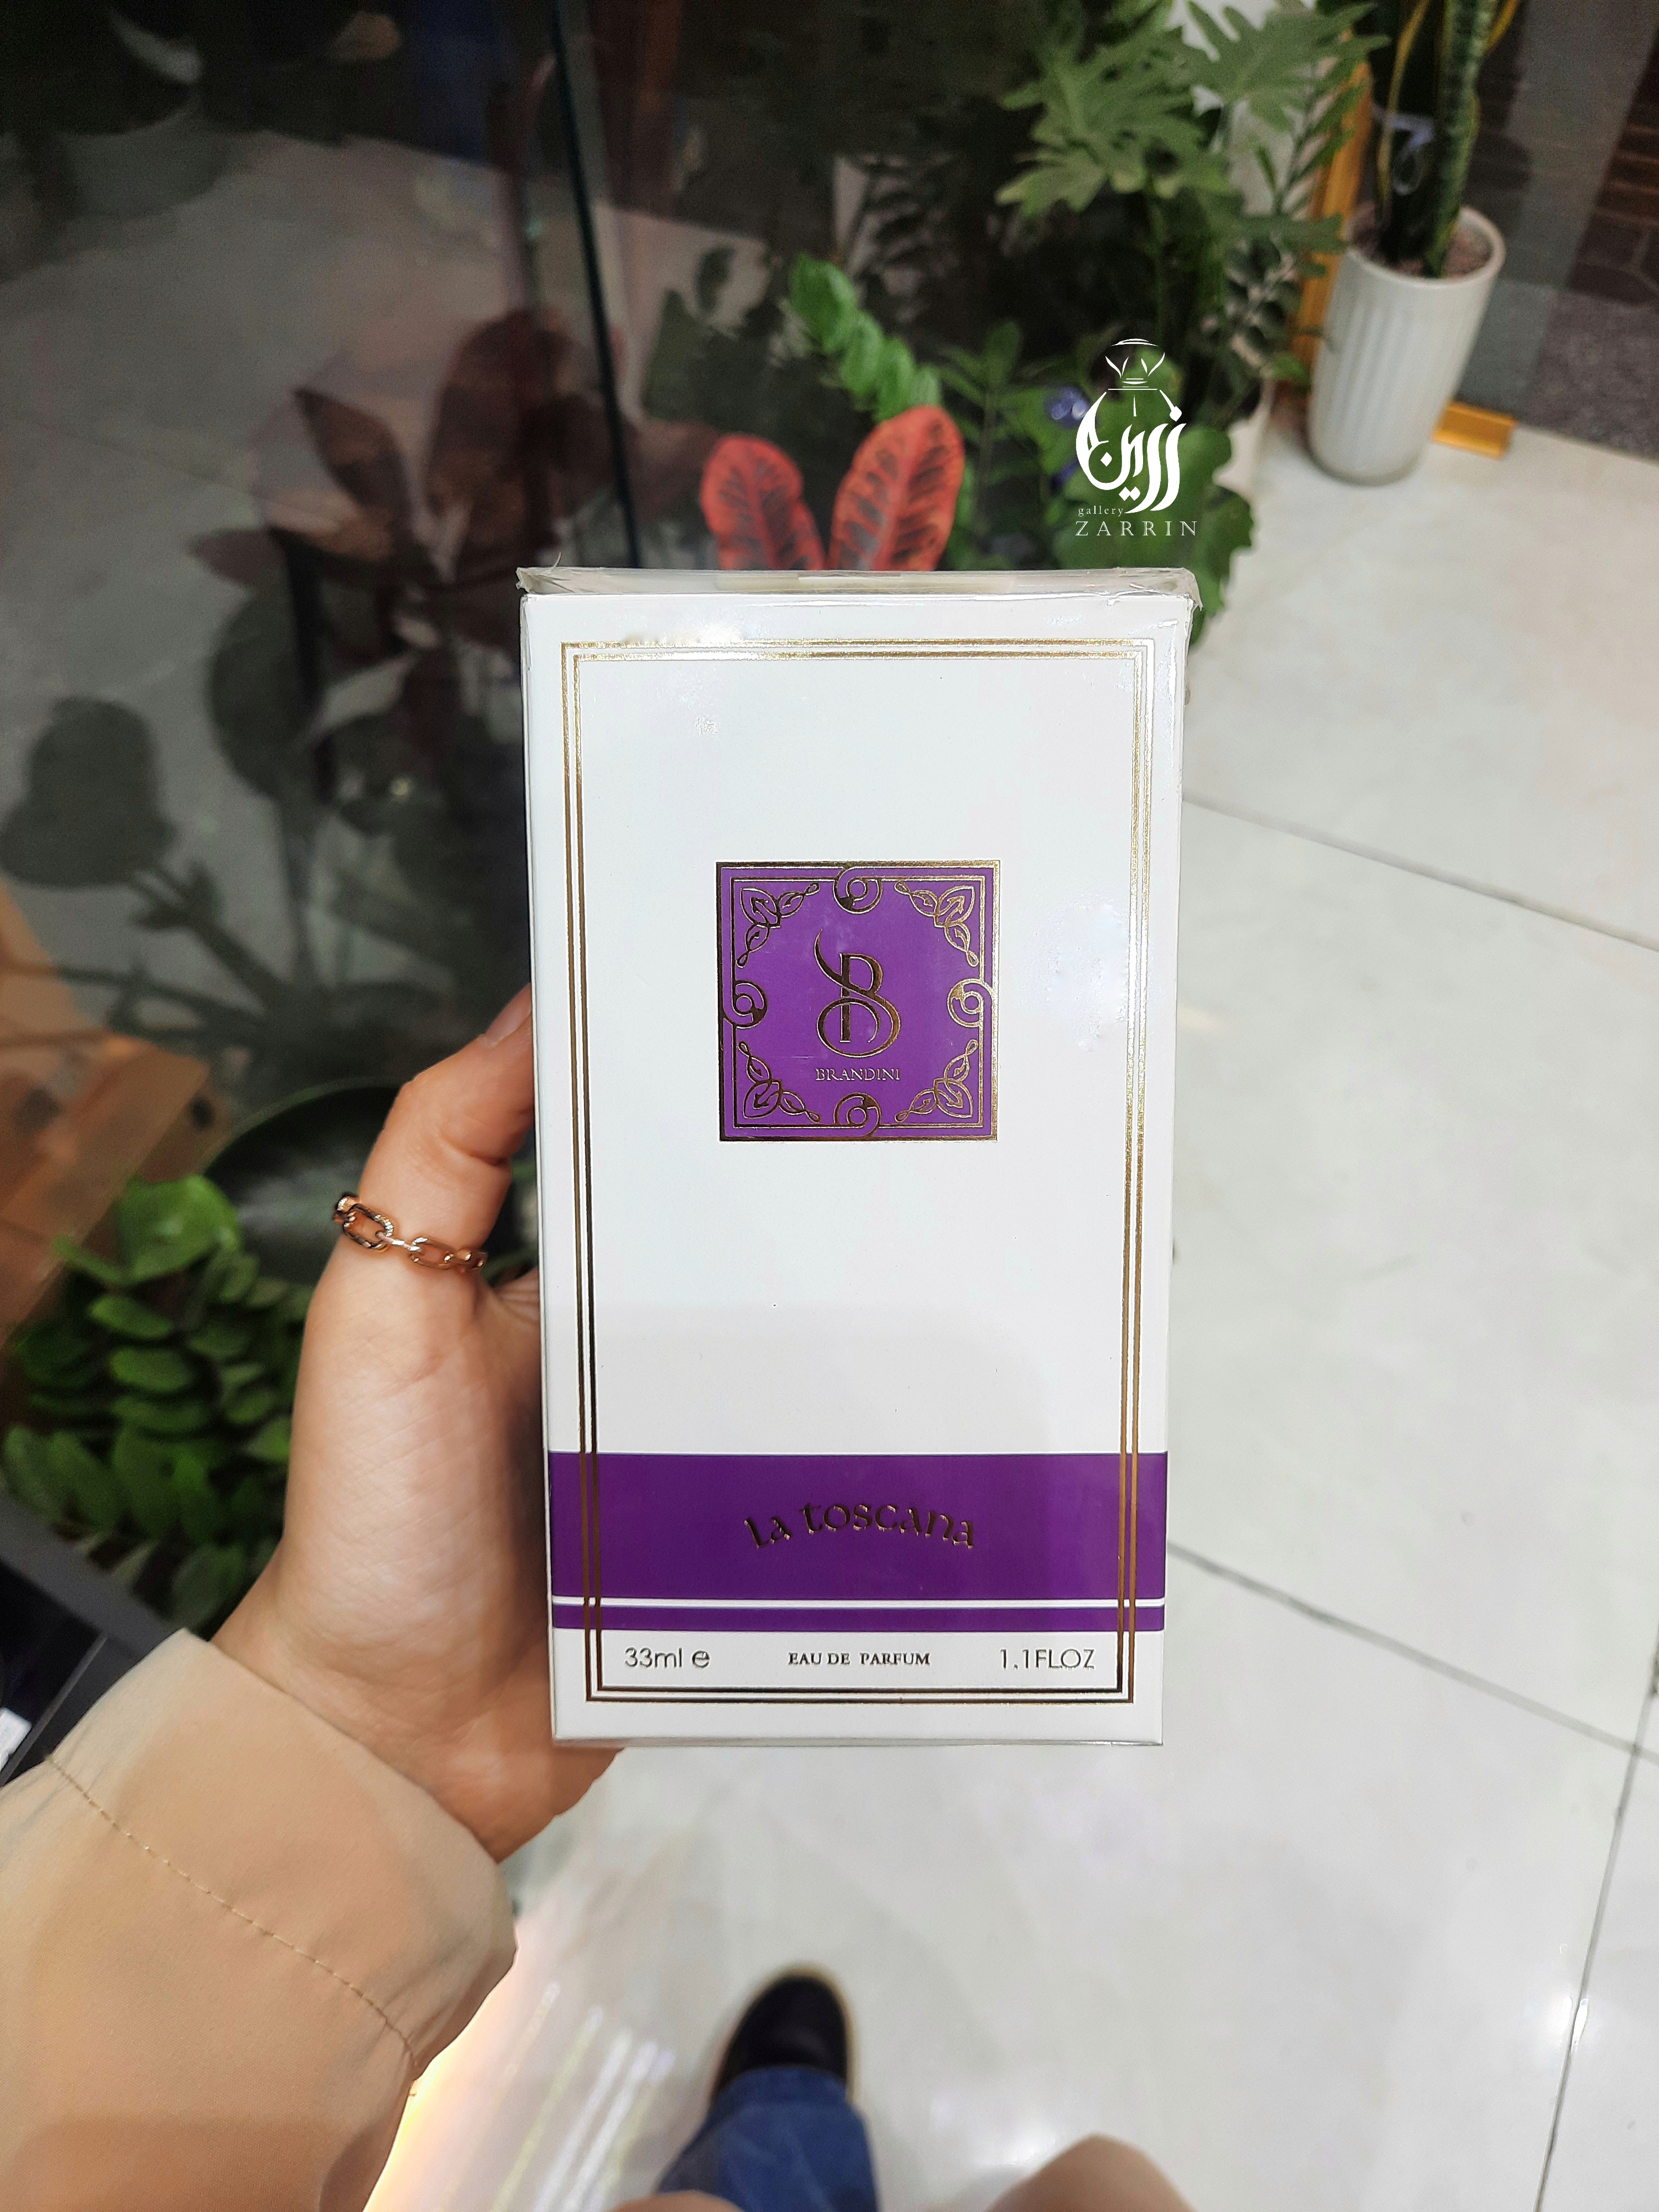 زرین
gallery
ZARRIN
B
BRANDINI
La Toscana
33ml e EAU DE PARFUM 1.1FLOZ